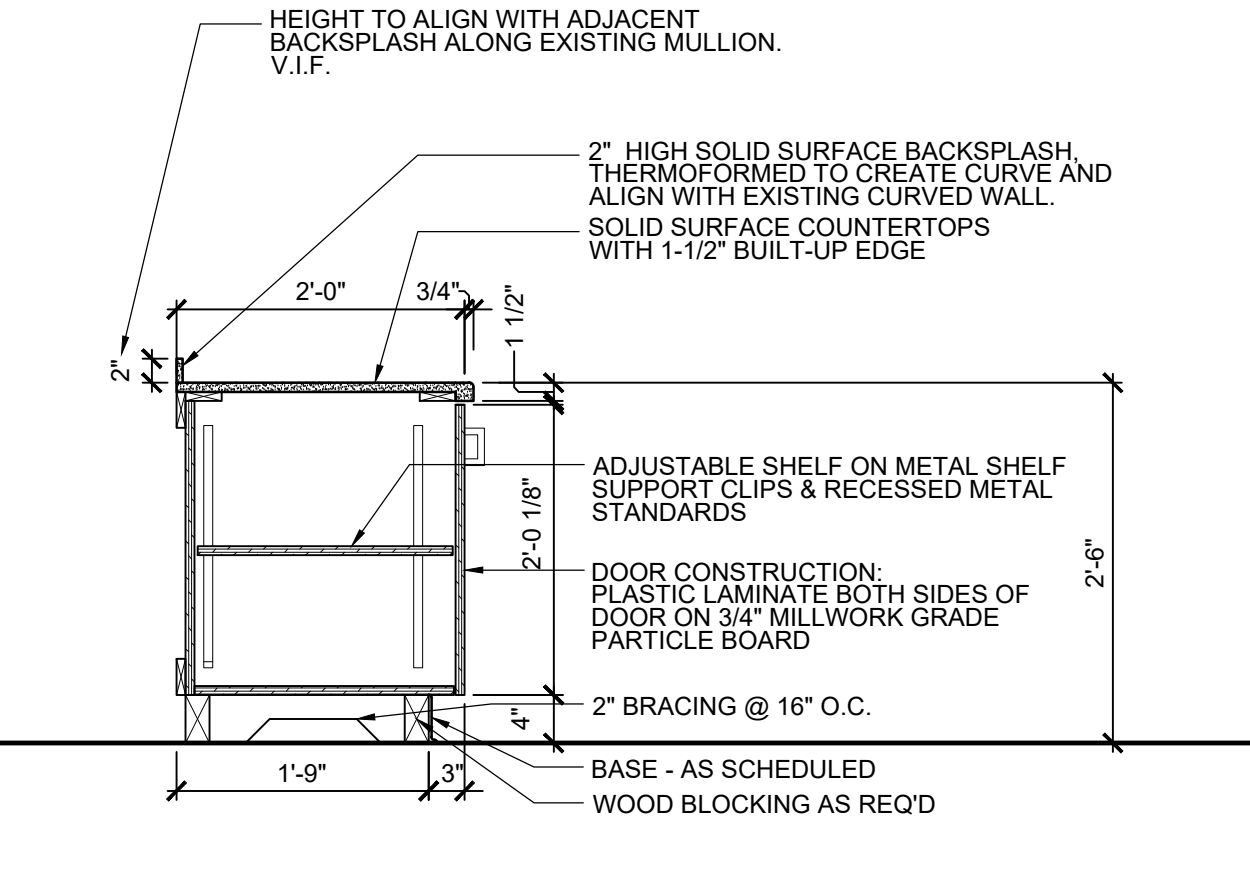 HEIGHT TO ALIGN WITH ADJACENT
BACKSPLASH ALONG EXISTING MULLION.
V.I.F.
2" HIGH SOLID SURFACE BACKSPLASH,
THERMOFORMED TO CREATE CURVE AND
ALIGN WITH EXISTING CURVED WALL.
SOLID SURFACE COUNTERTOPS
WITH 1-1/2" BUILT-UP EDGE
2'-0"
3/4"
1 1/2"
2"
ADJUSTABLE SHELF ON METAL SHELF
SUPPORT CLIPS & RECESSED METAL
STANDARDS
2'-0 1/8"
2'-6"
DOOR CONSTRUCTION:
PLASTIC LAMINATE BOTH SIDES OF
DOOR ON 3/4" MILLWORK GRADE
PARTICLE BOARD
2" BRACING @ 16" O.C.
4"
1'-9"
3"
BASE - AS SCHEDULED
WOOD BLOCKING AS REQ'D